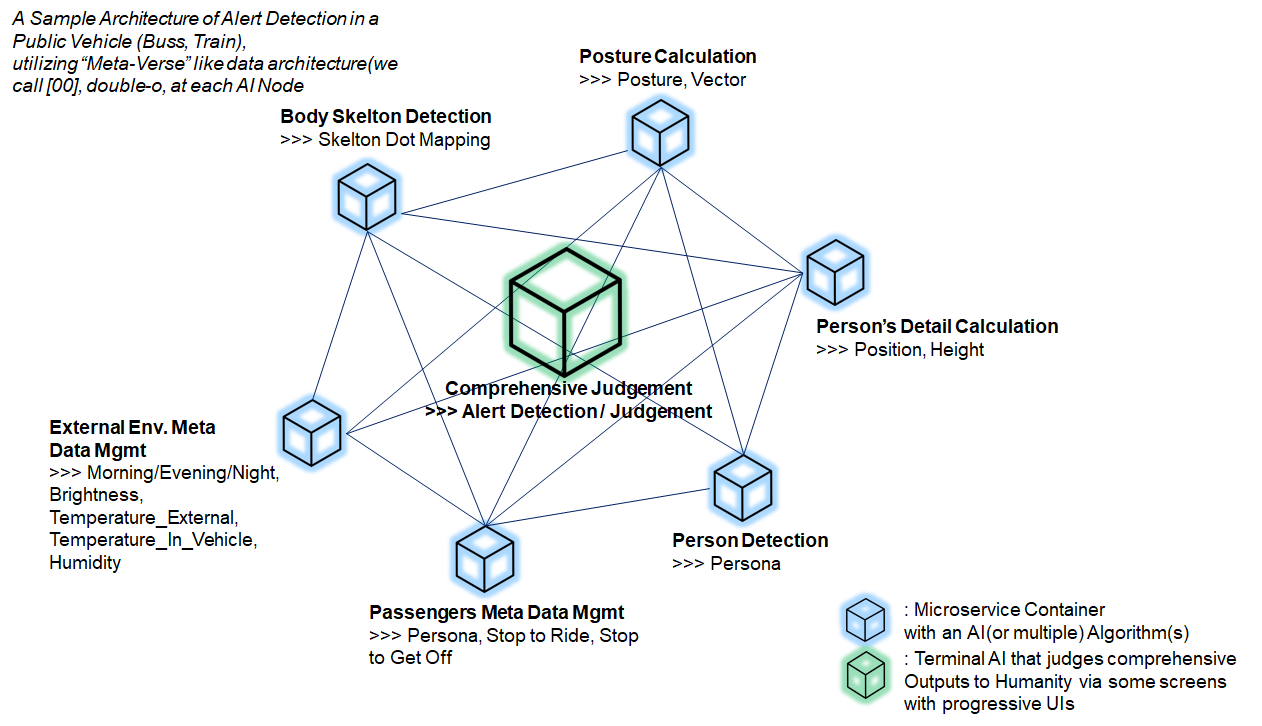 A Sample Architecture of Alert Detection in a
Public Vehicle (Buss, Train),
utilizing “Meta-Verse” like data architecture(we
call [00], double-o, at each AI Node
Posture Calculation
>>> Posture, Vector
Body Skelton Detection
>>> Skelton Dot Mapping
Person’s Detail Calculation
>>> Position, Height
Comprehensive Judgement
>>> Alert Detection / Judgement
External Env. Meta
Data Mgmt
>>> Morning/Evening/Night,
Brightness,
Temperature_External,
Temperature_In_Vehicle,
Humidity
Person Detection
>>> Persona
Passengers Meta Data Mgmt
>>> Persona, Stop to Ride, Stop
to Get Off
: Microservice Container
with an AI(or multiple) Algorithm(s)
: Terminal AI that judges comprehensive
Outputs to Humanity via some screens
with progressive UIs